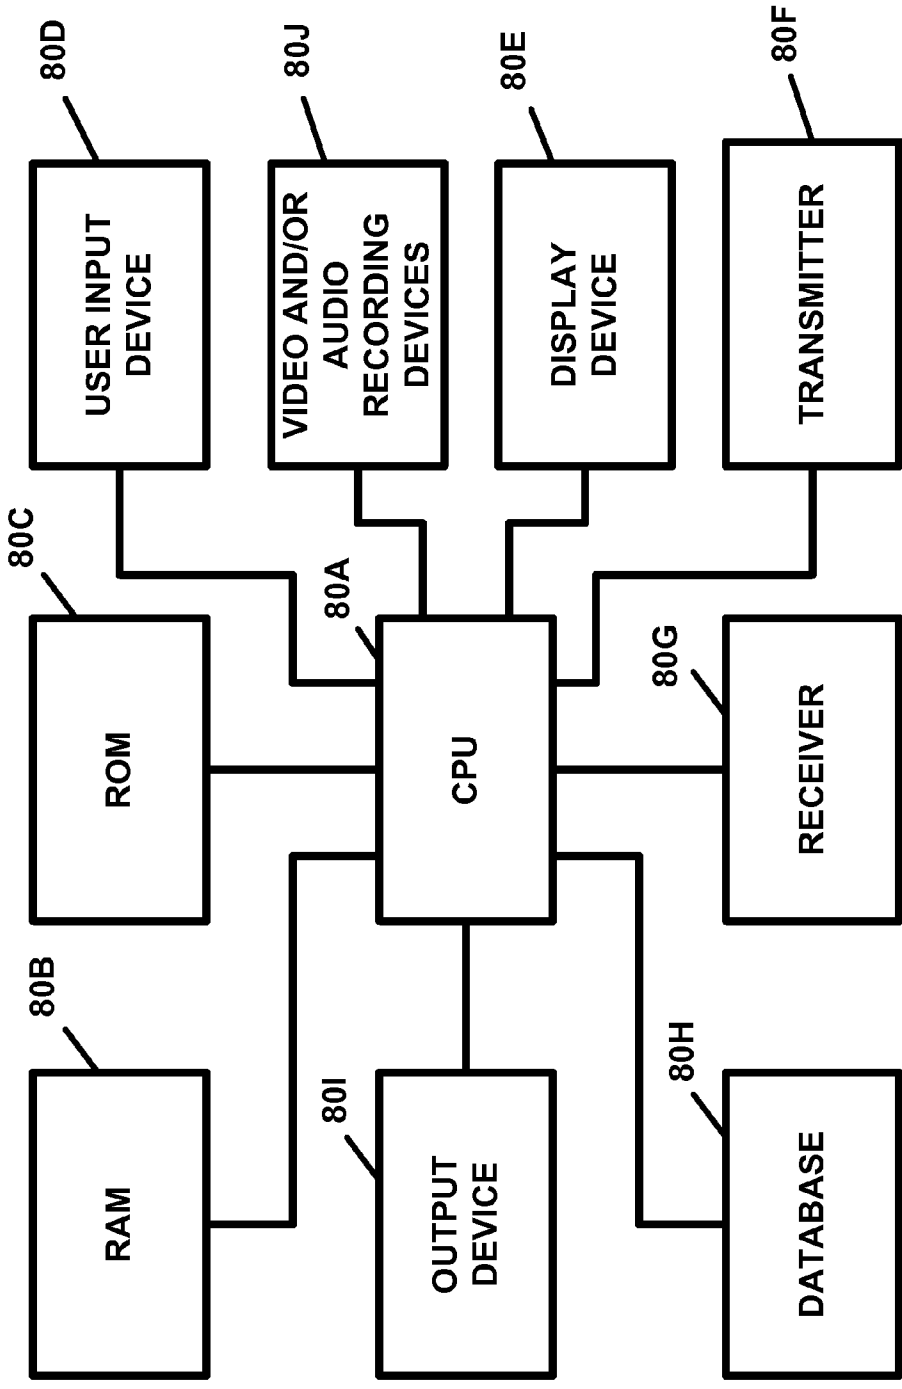 80B
RAM
80C
ROM
80D
USER INPUT
DEVICE
80I
OUTPUT
DEVICE
80A
CPU
80J
VIDEO AND/OR
AUDIO
RECORDING
DEVICES
80E
DISPLAY
DEVICE
80H
DATABASE
80G
RECEIVER
80F
TRANSMITTER